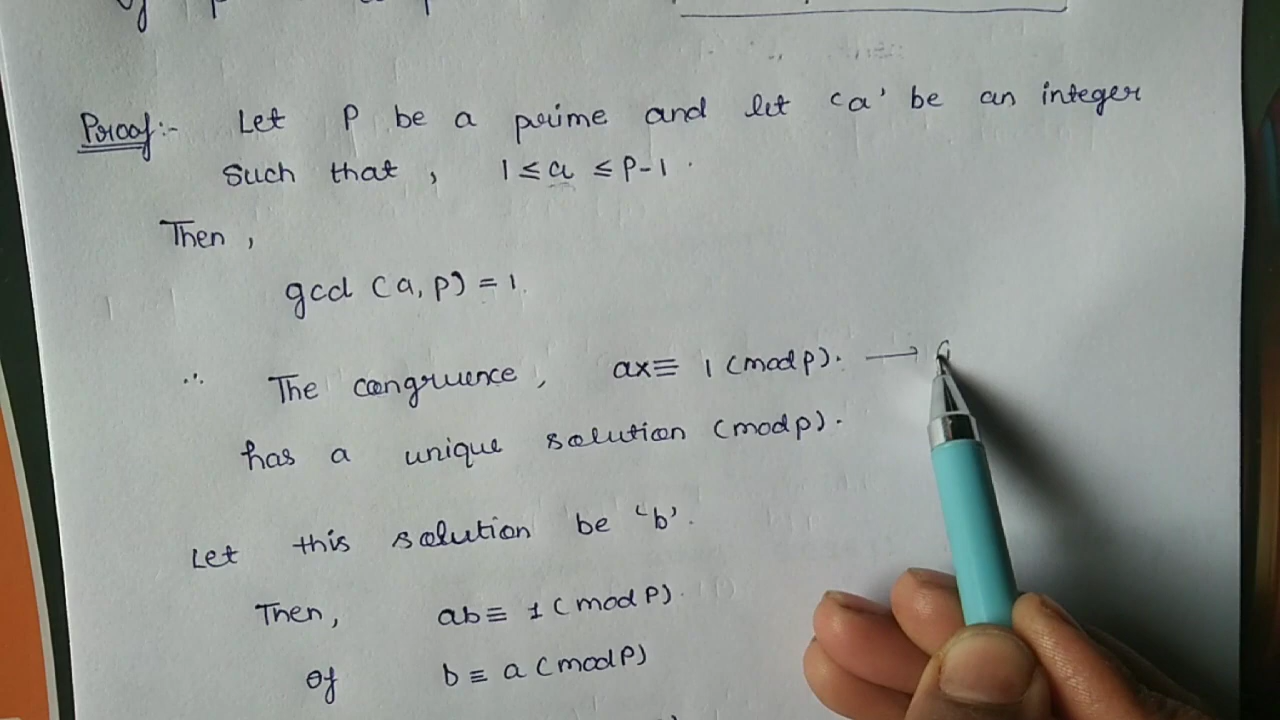 Proof:- Let P be a prime and let 'a' be an integer
Such that, 1 ≤ a ≤ P-1.
Then,
gcd (a, p) = 1.
∴ The congruence, ax ≡ 1 (mod p). →
has a unique solution (mod p).
Let this solution be 'b'.
Then, ab ≡ 1 (mod P).
If b ≡ a (mod P)